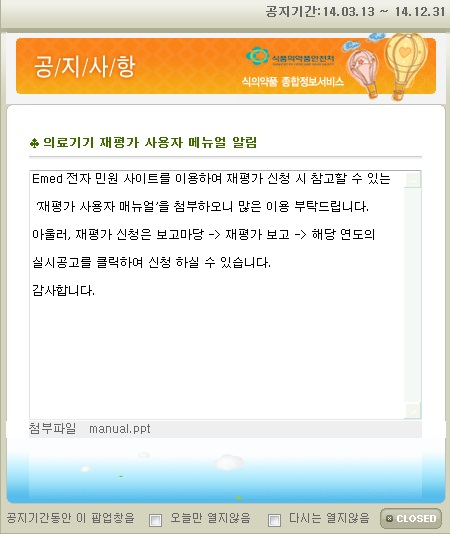 공지기간:14.03.13 ~ 14.12.31
공/지/사/항
식품의약품안전처
식의약품 종합정보서비스
♣ 의료기기 재평가 사용자 메뉴얼 알림
Emed 전자 민원 사이트를 이용하여 재평가 신청 시 참고할 수 있는
‘재평가 사용자 매뉴얼’을 첨부하오니 많은 이용 부탁드립니다.
아울러, 재평가 신청은 보고마당 -> 재평가 보고 -> 해당 연도의
실시공고를 클릭하여 신청 하실 수 있습니다.
감사합니다.
첨부파일 manual.ppt
공지기간동안 이 팝업창을 오늘만 열지않음 다시는 열지않음 CLOSED